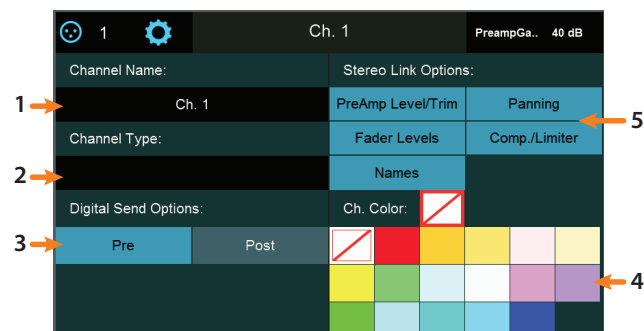 1 Ch. 1 PreampGa.. 40 dB
Channel Name: Stereo Link Options:
1 Ch. 1 PreAmp Level/Trim Panning 5
Channel Type: Fader Levels Comp./Limiter
2 Names
Digital Send Options: Ch. Color:
3 Pre Post
4